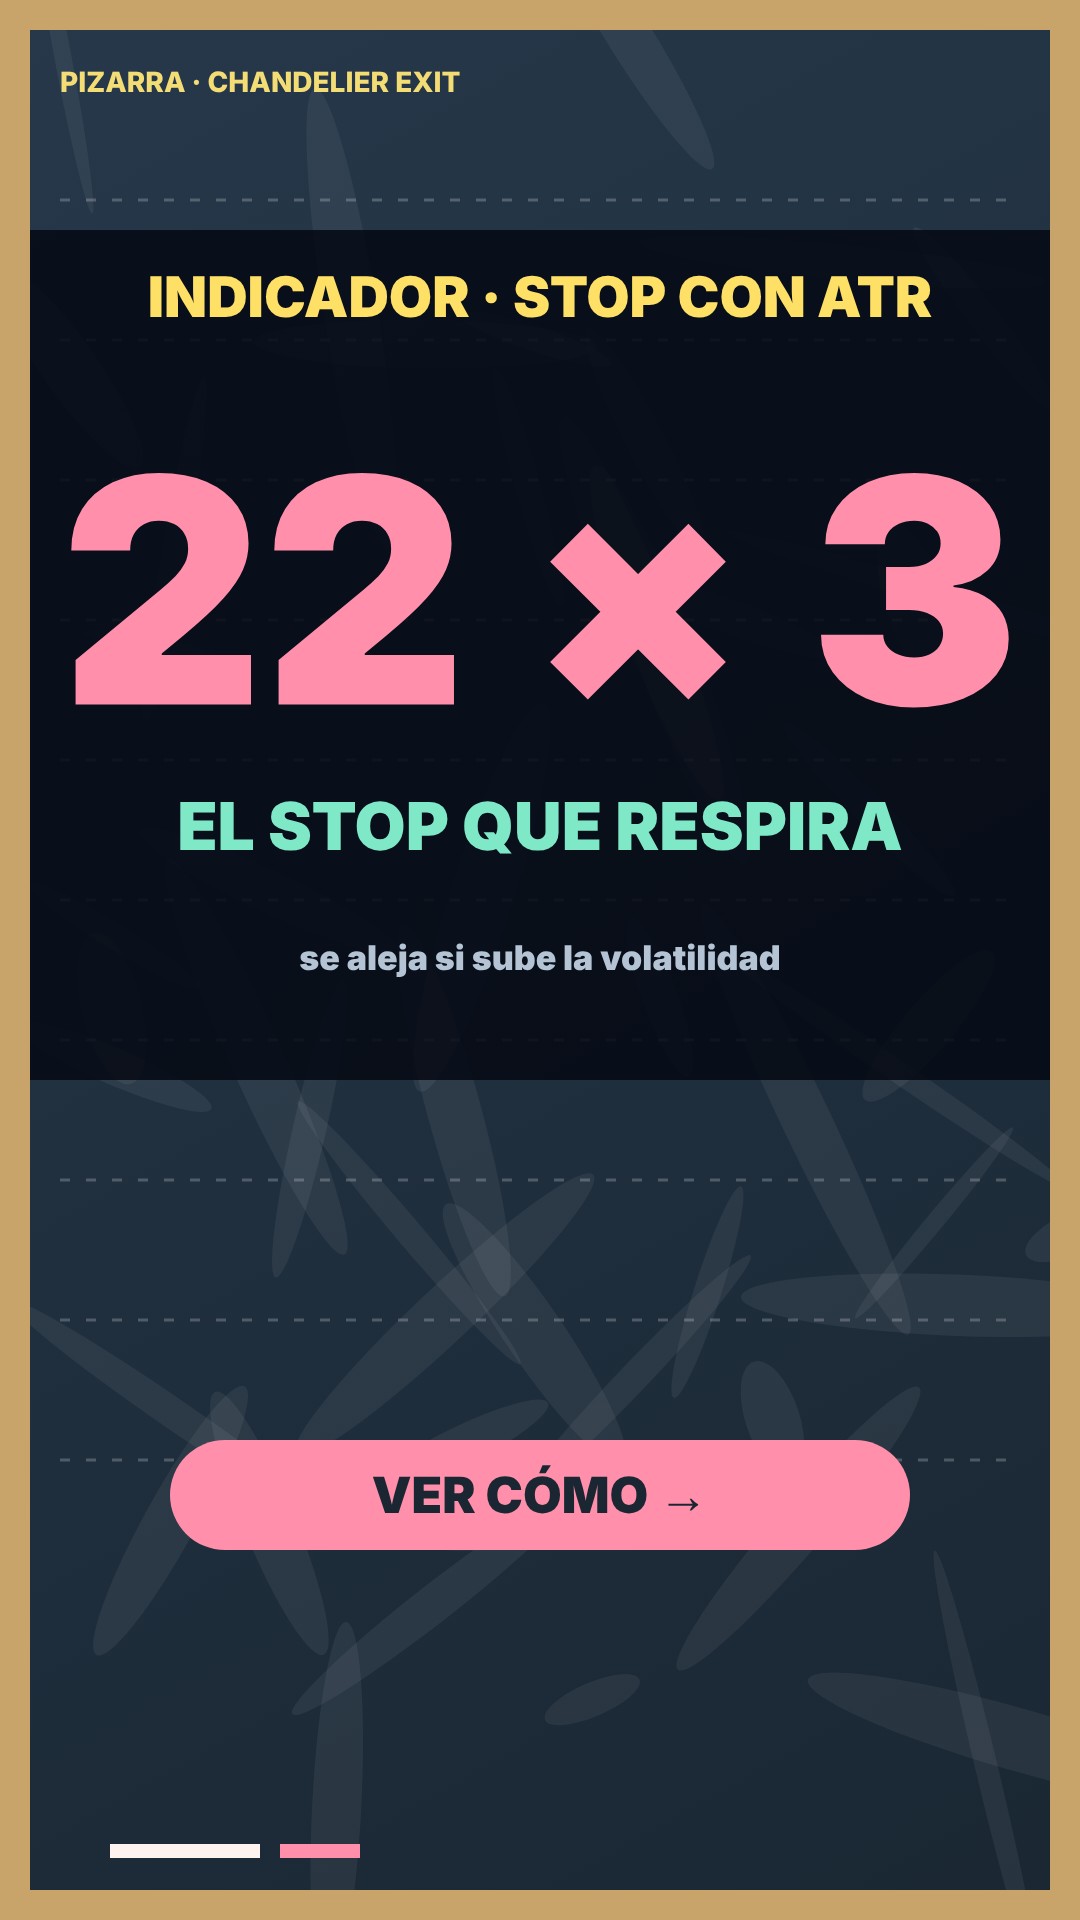 PIZARRA · CHANDELIER EXIT
INDICADOR · STOP CON ATR
22 × 3
EL STOP QUE RESPIRA
se aleja si sube la volatilidad
VER CÓMO →